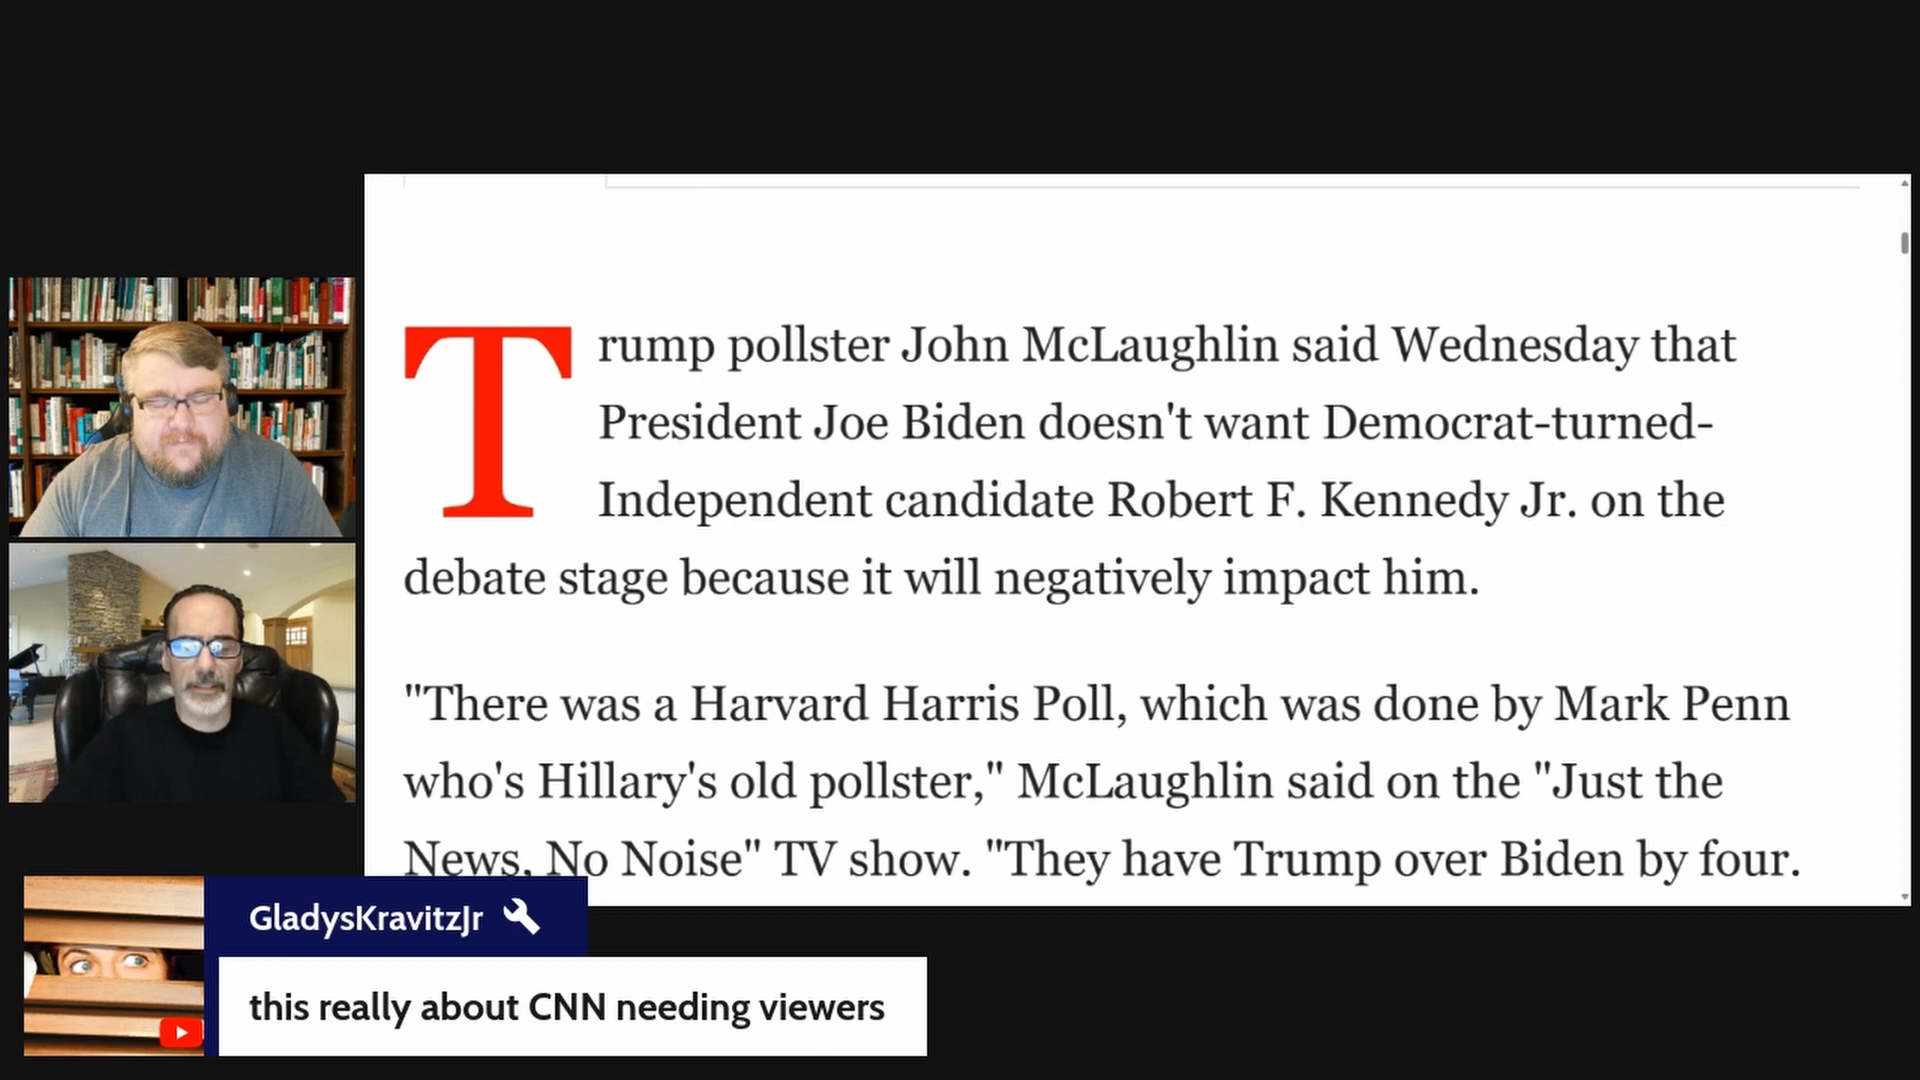 Trump pollster John McLaughlin said Wednesday that
President Joe Biden doesn't want Democrat-turned-
Independent candidate Robert F. Kennedy Jr. on the
debate stage because it will negatively impact him.
"There was a Harvard Harris Poll, which was done by Mark Penn
who's Hillary's old pollster," McLaughlin said on the "Just the
News, No Noise" TV show. "They have Trump over Biden by four.
GladysKravitzJr
this really about CNN needing viewers